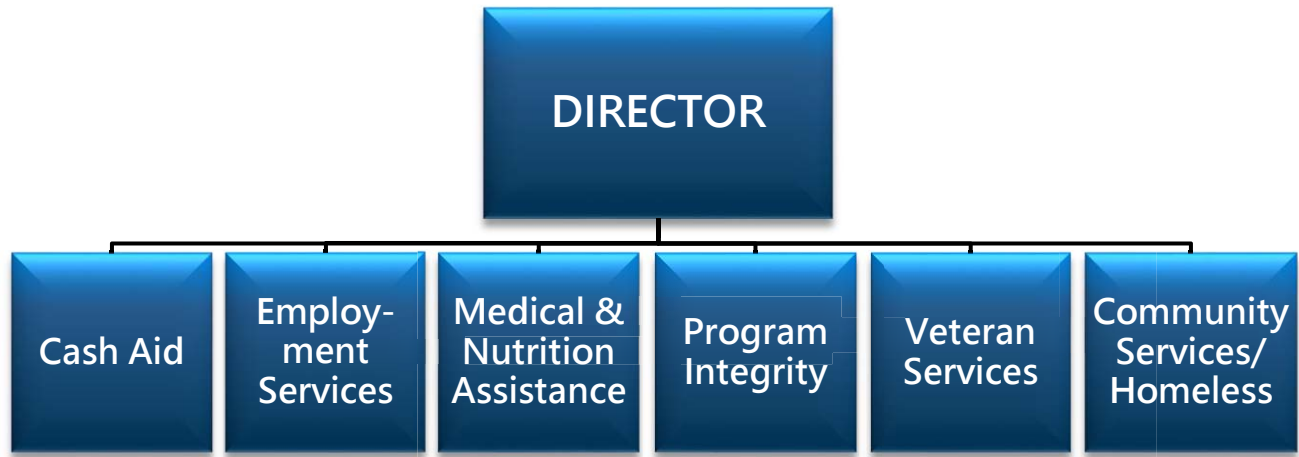 DIRECTOR
Cash Aid
Employ-
ment
Services
Medical &
Nutrition
Assistance
Program
Integrity
Veteran
Services
Community
Services/
Homeless